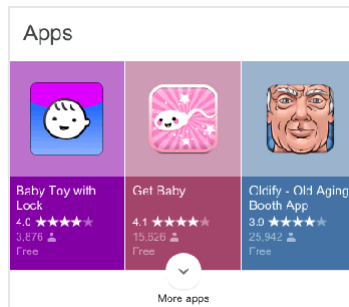 Apps
Baby Toy with Lock
4.0
3,876
Free
Get Baby
4.1
15,626
Free
Oldify - Old Aging Booth App
3.9
25,942
Free
More apps